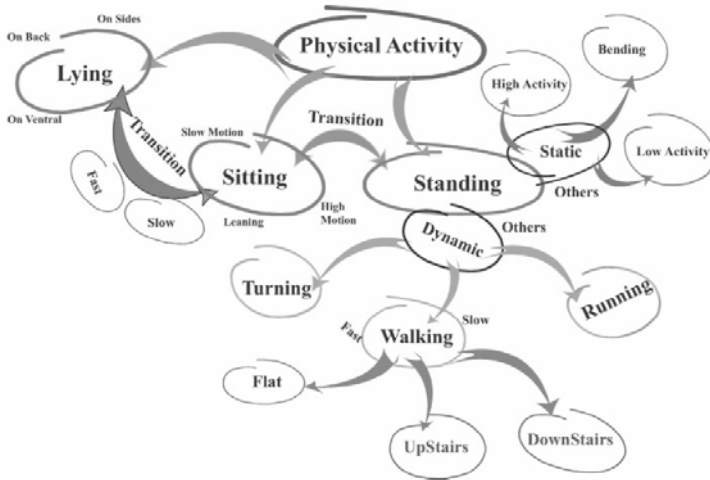 On Sides
Physical Activity
On Back
Bending
Lying
High Activity
On Ventral
Transition
Transition
Slow Motion
Static
Low Activity
Sitting
Standing
Others
Fast
Slow
Leaning
High
Motion
Others
Dynamic
Turning
Running
Fast
Walking
Slow
Flat
UpStairs
DownStairs